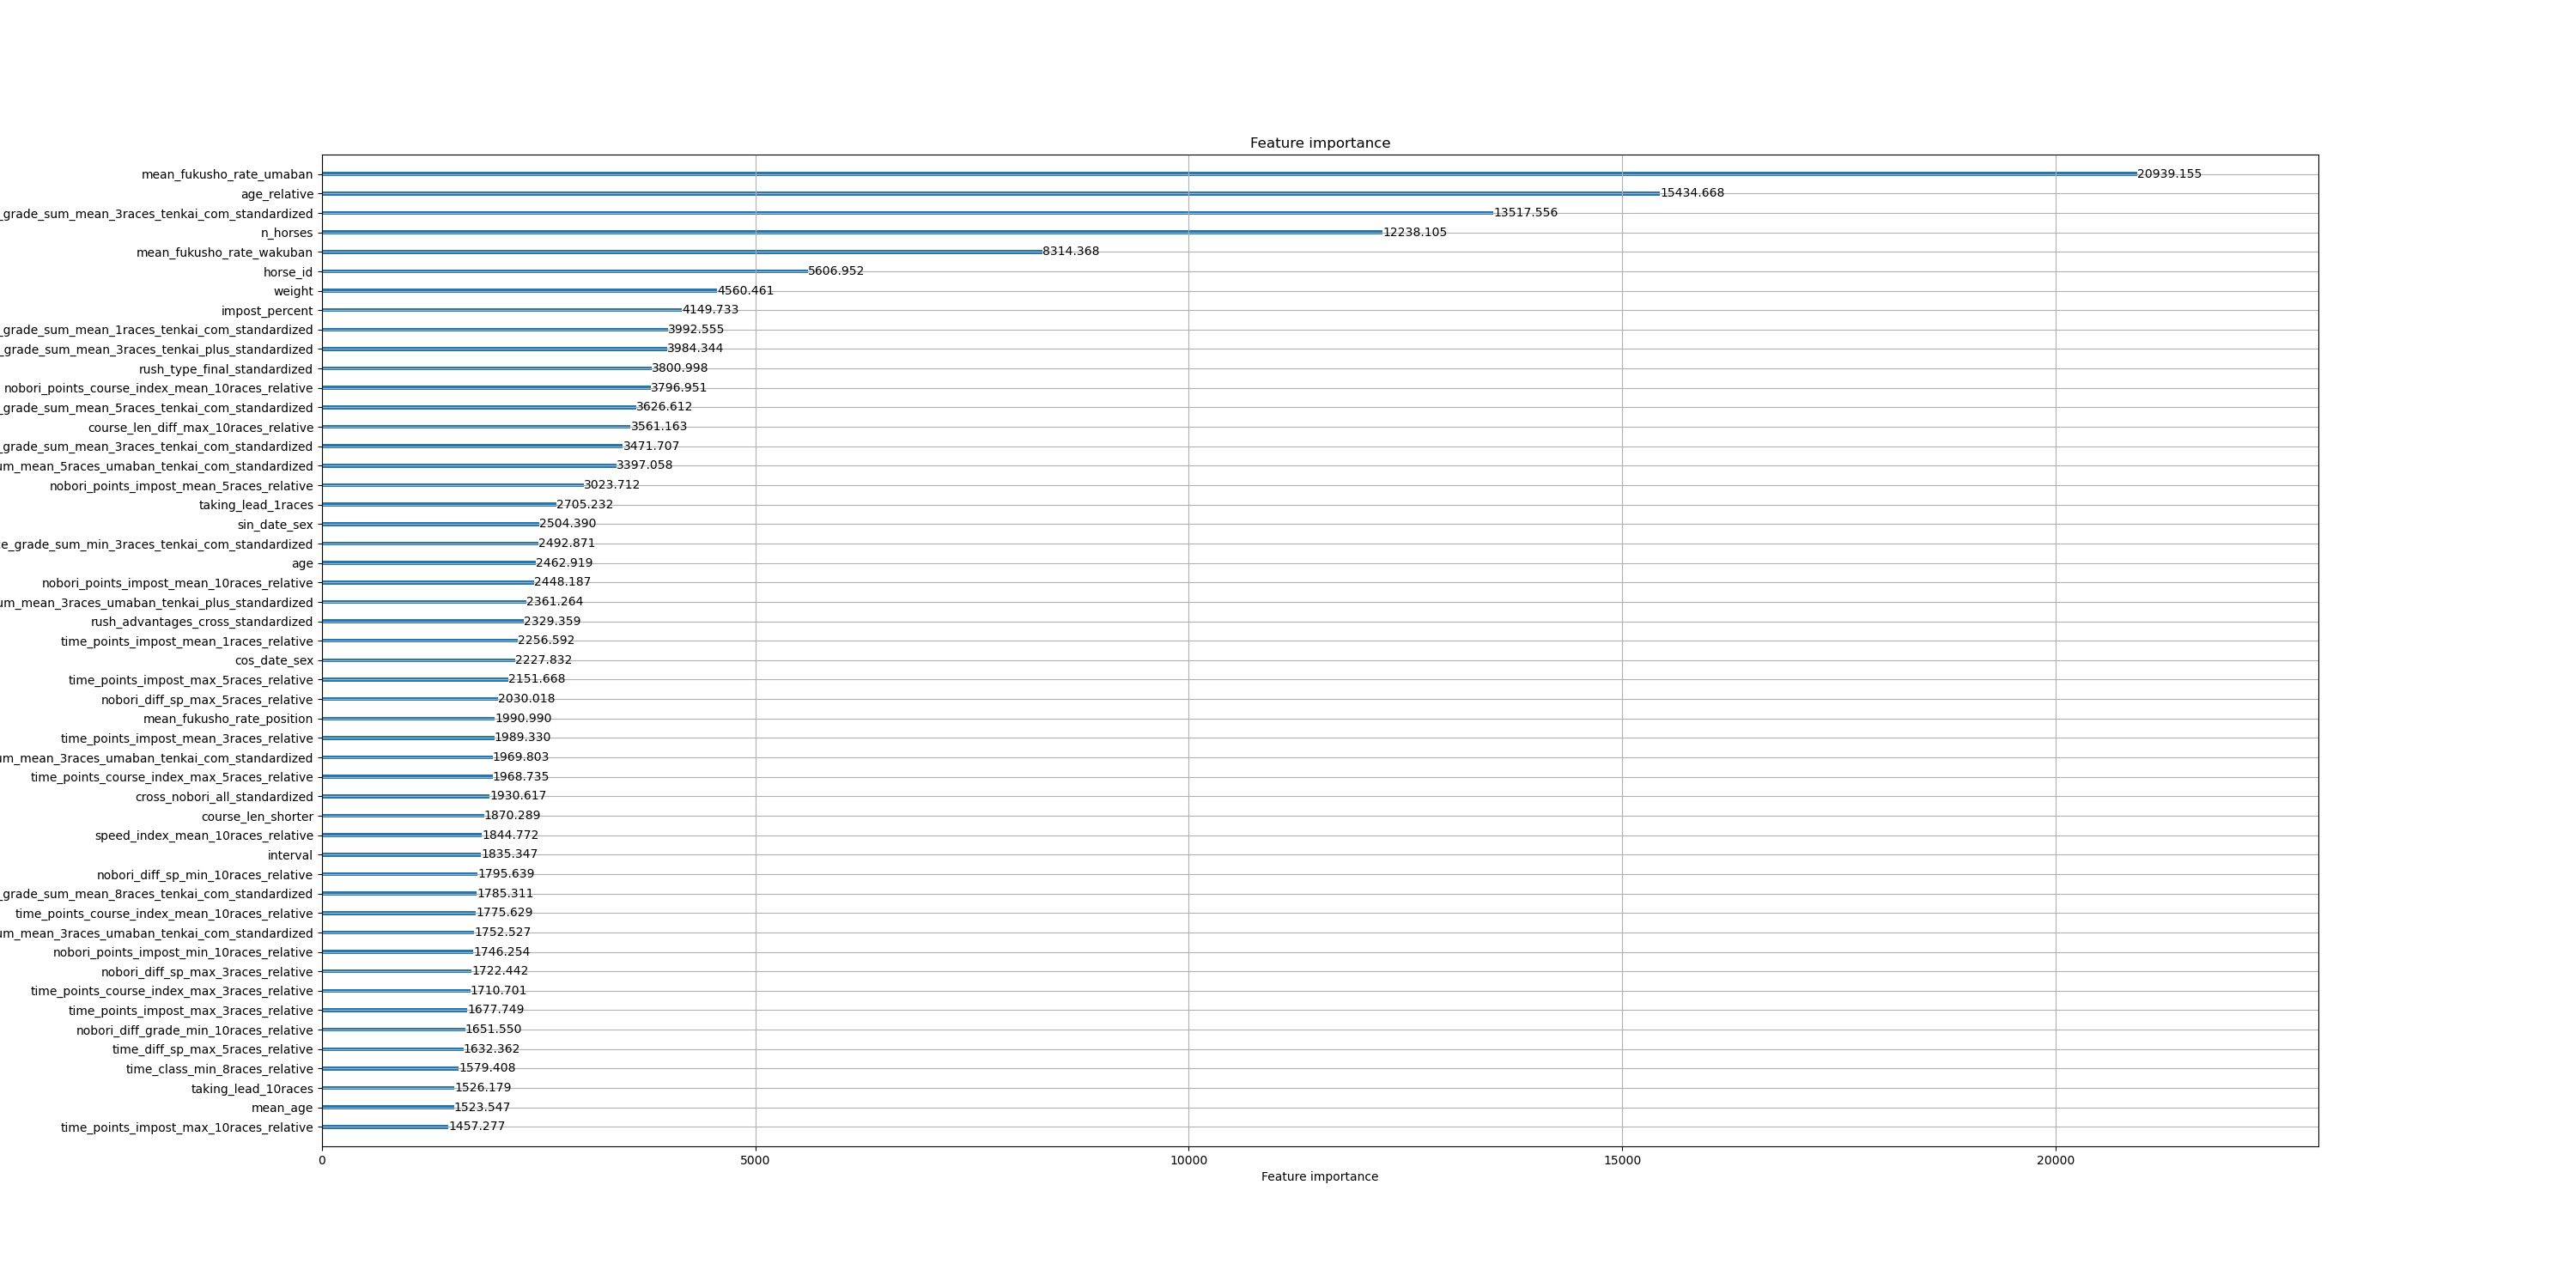 Feature importance
mean_fukusho_rate_umaban 20939.155
age_relative 15434.668
_grade_sum_mean_3races_tenkai_com_standardized 13517.556
n_horses 12238.105
mean_fukusho_rate_wakuban 8314.368
horse_id 5606.952
weight 4560.461
impost_percent 4149.733
_grade_sum_mean_1races_tenkai_com_standardized 3992.555
_grade_sum_mean_3races_tenkai_plus_standardized 3984.344
rush_type_final_standardized 3800.998
nobori_points_course_index_mean_10races_relative 3796.951
_grade_sum_mean_5races_tenkai_com_standardized 3626.612
course_len_diff_max_10races_relative 3561.163
_grade_sum_mean_3races_tenkai_com_standardized 3471.707
um_mean_5races_umaban_tenkai_com_standardized 3397.058
nobori_points_impost_mean_5races_relative 3023.712
taking_lead_1races 2705.232
sin_date_sex 2504.390
e_grade_sum_min_3races_tenkai_com_standardized 2492.871
age 2462.919
nobori_points_impost_mean_10races_relative 2448.187
um_mean_3races_umaban_tenkai_plus_standardized 2361.264
rush_advantages_cross_standardized 2329.359
time_points_impost_mean_1races_relative 2256.592
cos_date_sex 2227.832
time_points_impost_max_5races_relative 2151.668
nobori_diff_sp_max_5races_relative 2030.018
mean_fukusho_rate_position 1990.990
time_points_impost_mean_3races_relative 1989.330
um_mean_3races_umaban_tenkai_com_standardized 1969.803
time_points_course_index_max_5races_relative 1968.735
cross_nobori_all_standardized 1930.617
course_len_shorter 1870.289
speed_index_mean_10races_relative 1844.772
interval 1835.347
nobori_diff_sp_min_10races_relative 1795.639
_grade_sum_mean_8races_tenkai_com_standardized 1785.311
time_points_course_index_mean_10races_relative 1775.629
um_mean_3races_umaban_tenkai_com_standardized 1752.527
nobori_points_impost_min_10races_relative 1746.254
nobori_diff_sp_max_3races_relative 1722.442
time_points_course_index_max_3races_relative 1710.701
time_points_impost_max_3races_relative 1677.749
nobori_diff_grade_min_10races_relative 1651.550
time_diff_sp_max_5races_relative 1632.362
time_class_min_8races_relative 1579.408
taking_lead_10races 1526.179
mean_age 1523.547
time_points_impost_max_10races_relative 1457.277
0 5000 10000 15000 20000
Feature importance